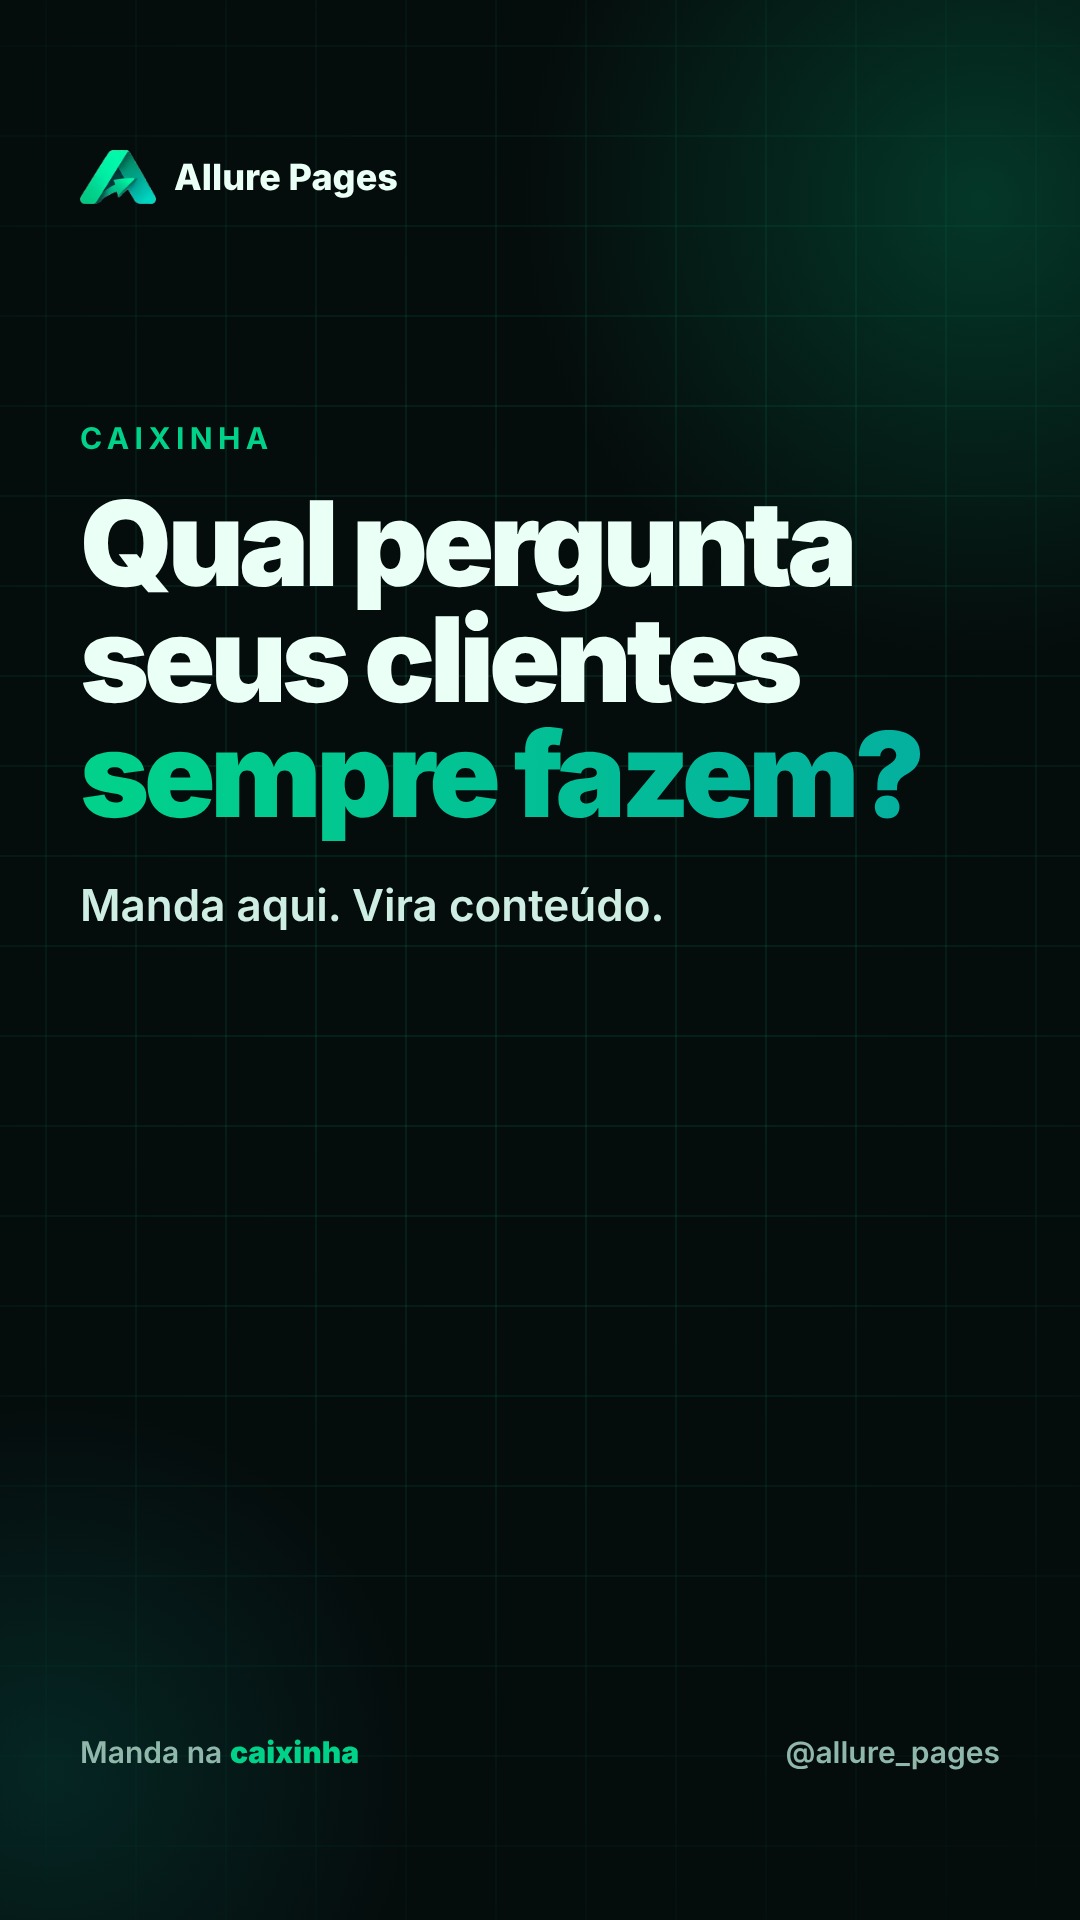 Allure Pages
CAIXINHA
Qual pergunta
seus clientes
sempre fazem?
Manda aqui. Vira conteúdo.
Manda na caixinha
@allure_pages